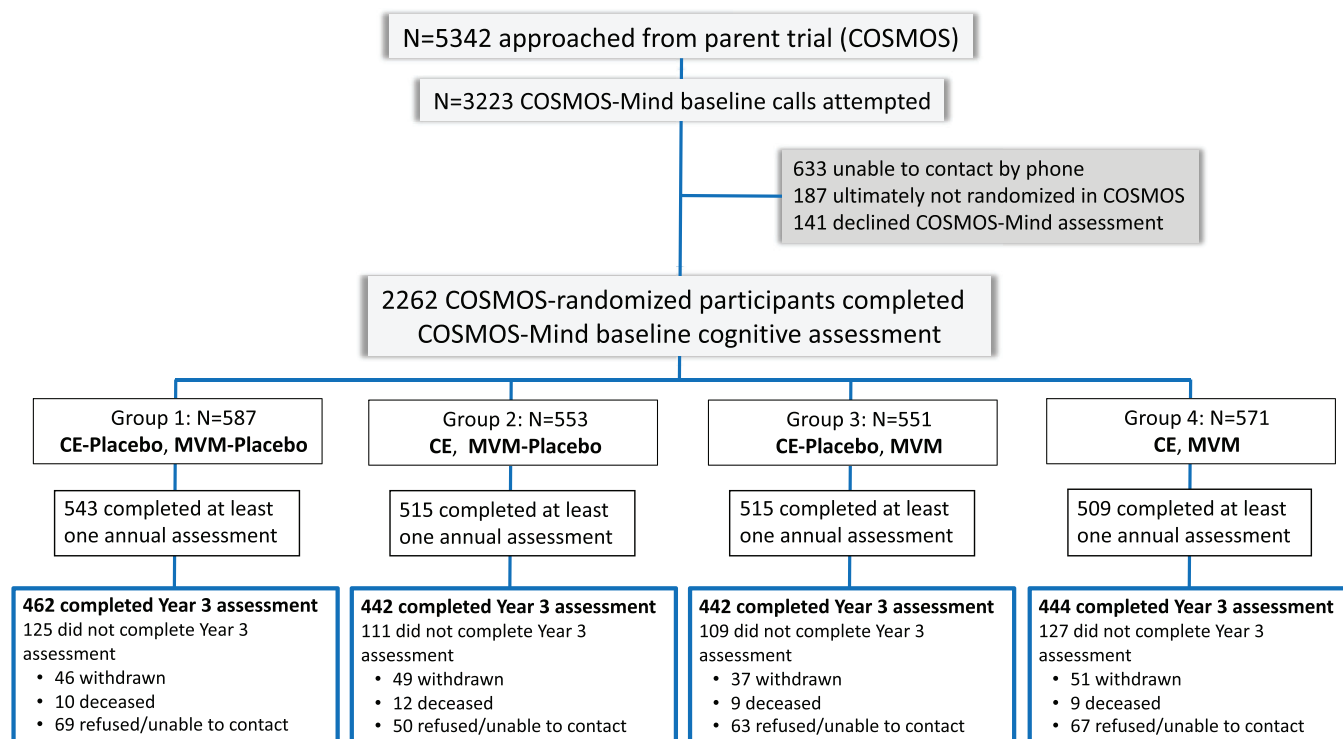 N=5342 approached from parent trial (COSMOS)
N=3223 COSMOS-Mind baseline calls attempted
633 unable to contact by phone
187 ultimately not randomized in COSMOS
141 declined COSMOS-Mind assessment
2262 COSMOS-randomized participants completed
COSMOS-Mind baseline cognitive assessment
Group 1: N=587
CE-Placebo, MVM-Placebo
543 completed at least
one annual assessment
462 completed Year 3 assessment
125 did not complete Year 3
assessment
• 46 withdrawn
• 10 deceased
• 69 refused/unable to contact
Group 2: N=553
CE, MVM-Placebo
515 completed at least
one annual assessment
442 completed Year 3 assessment
111 did not complete Year 3
assessment
• 49 withdrawn
• 12 deceased
• 50 refused/unable to contact
Group 3: N=551
CE-Placebo, MVM
515 completed at least
one annual assessment
442 completed Year 3 assessment
109 did not complete Year 3
assessment
• 37 withdrawn
• 9 deceased
• 63 refused/unable to contact
Group 4: N=571
CE, MVM
509 completed at least
one annual assessment
444 completed Year 3 assessment
127 did not complete Year 3
assessment
• 51 withdrawn
• 9 deceased
• 67 refused/unable to contact